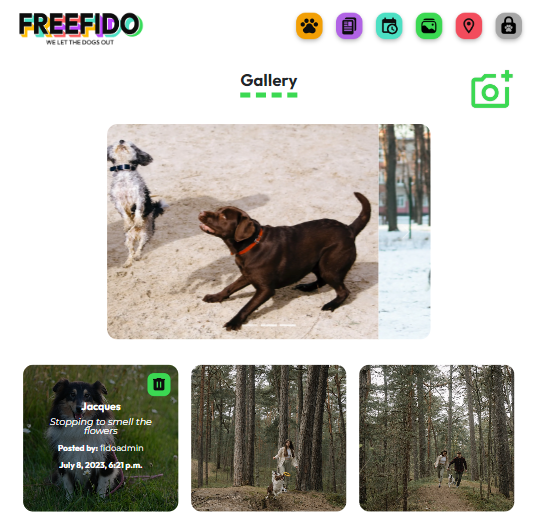 FREEFIDO
WE LET THE DOGS OUT
Gallery
Jacques
Stopping to smell the
flowers
Posted by: fidoadmin
July 8, 2023, 6:21 p.m.